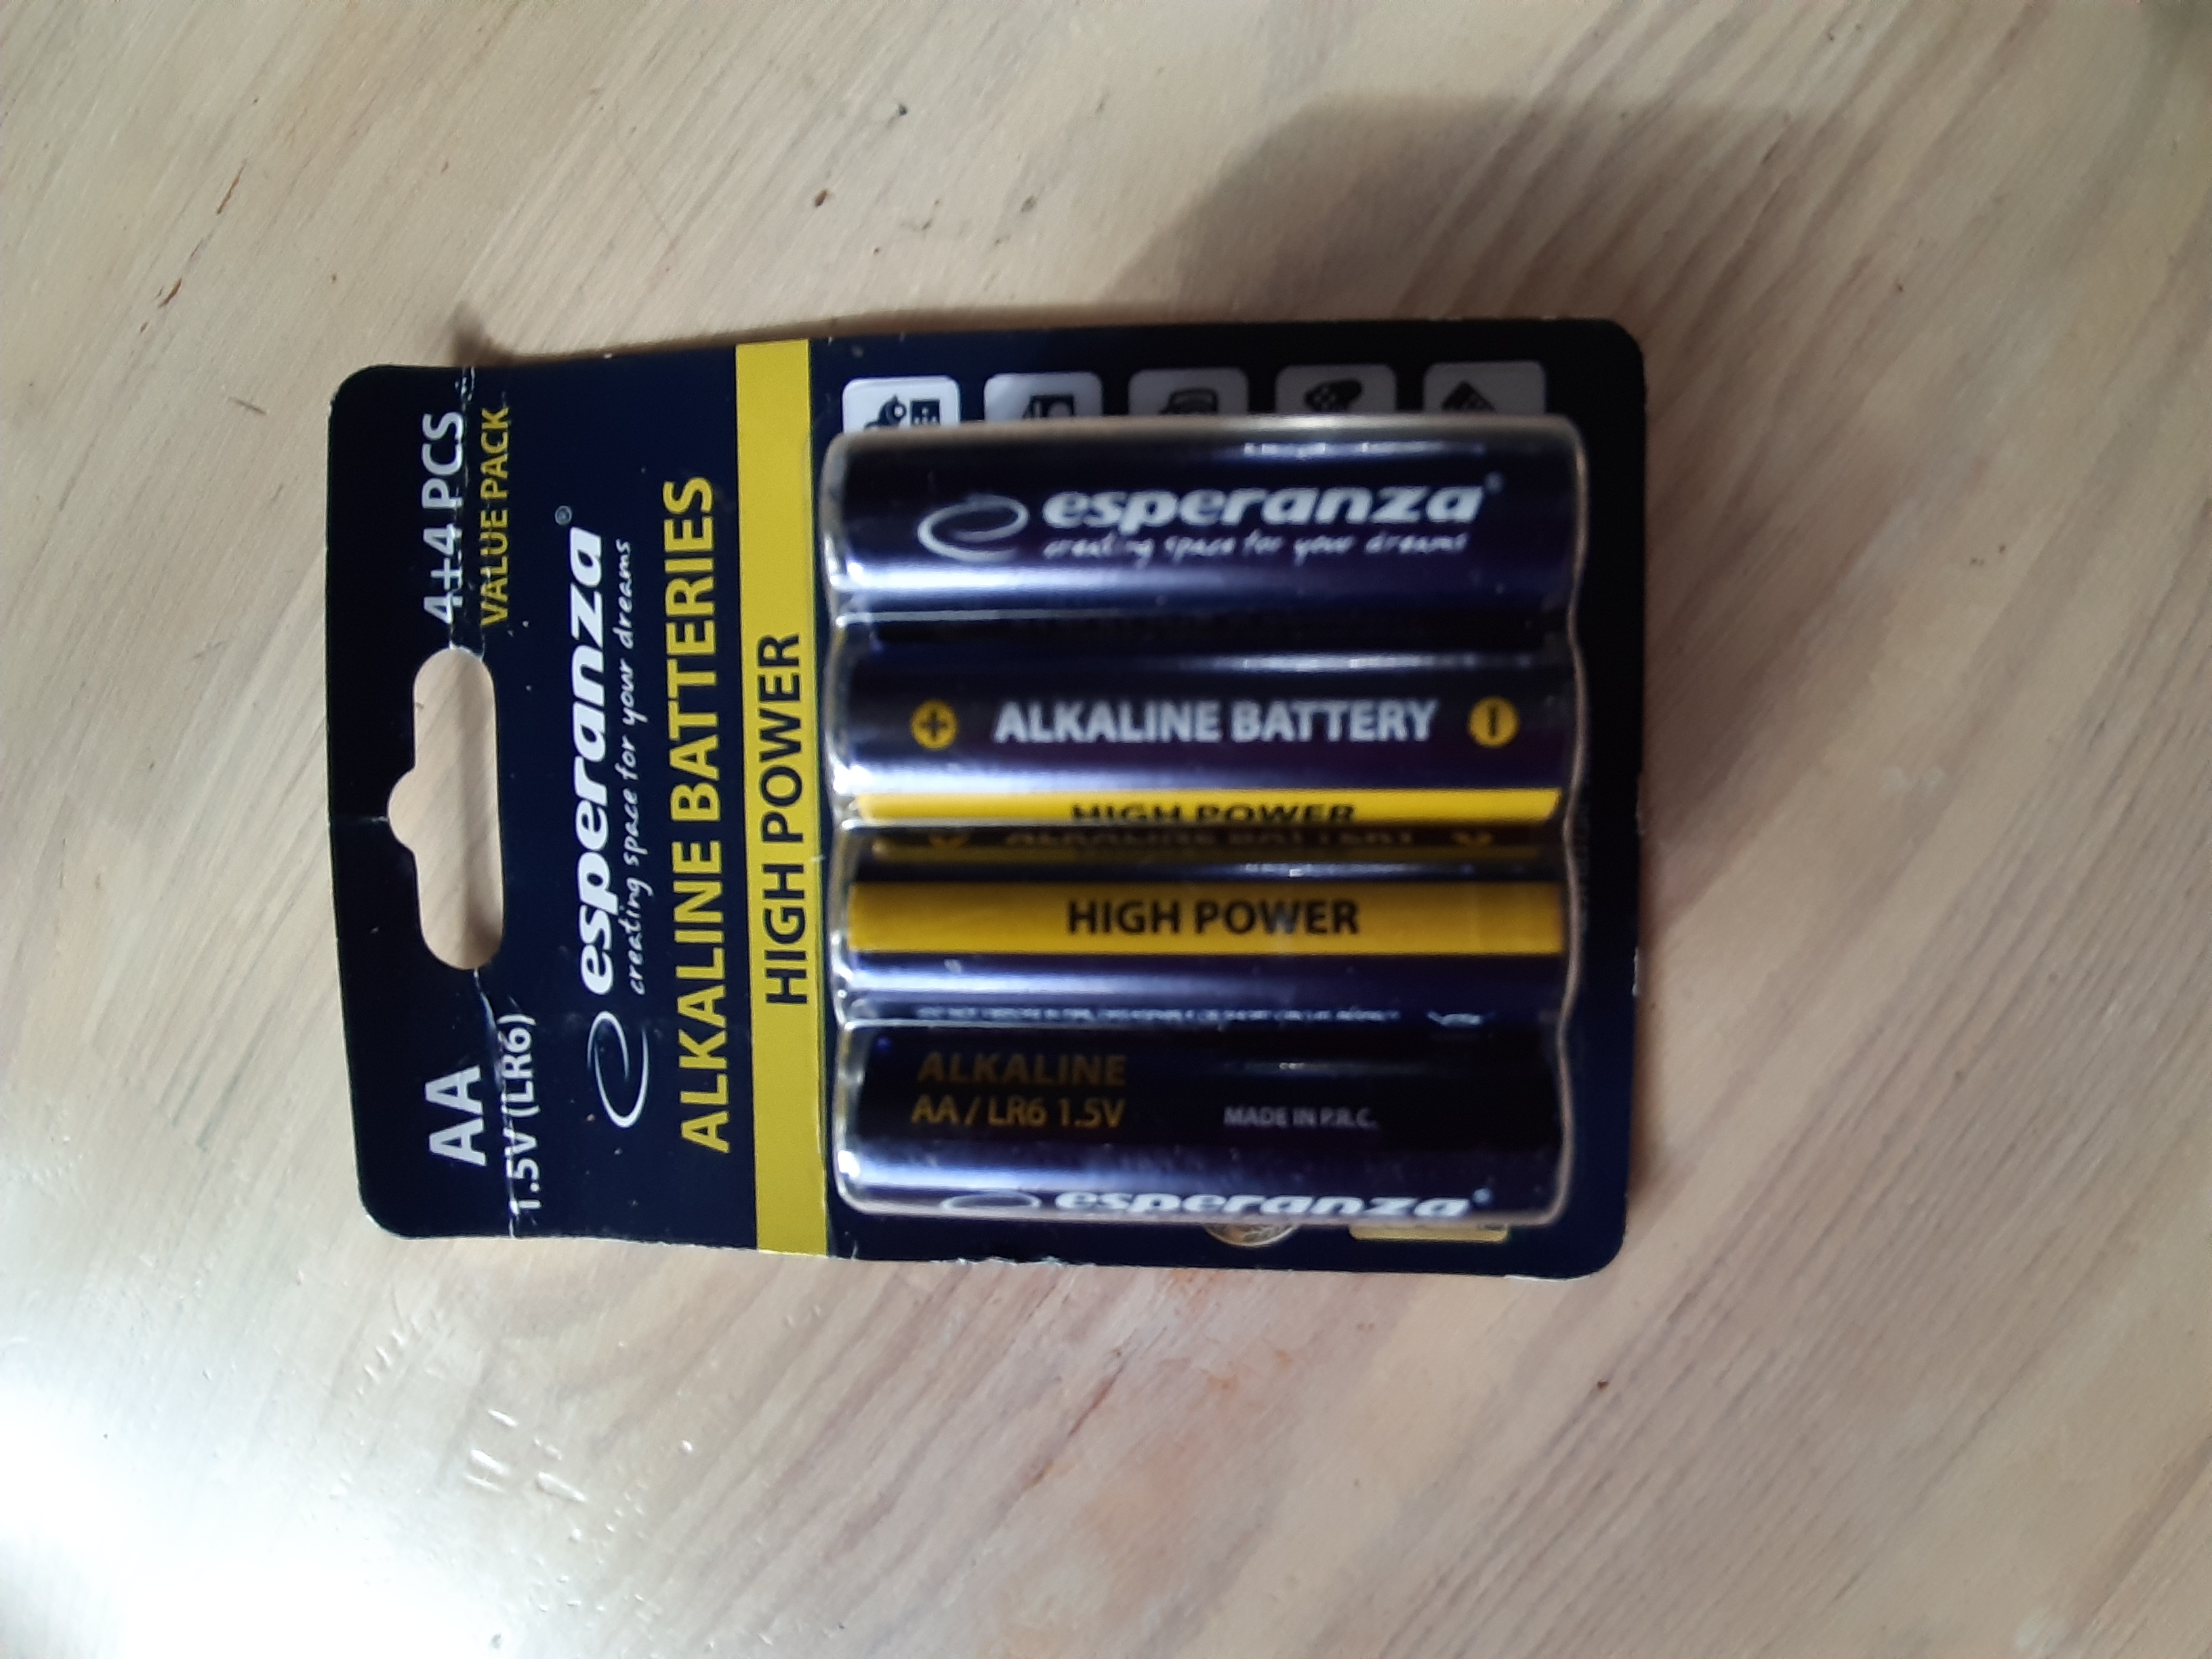 AA
1.5V (LR6)
4+4 PCS
VALUE PACK
esperanza®
creating space for your dreams
ALKALINE BATTERIES
HIGH POWER
esperanza®
creating space for your dreams
+ ALKALINE BATTERY
HIGH POWER
ALKALINE BATTERY
HIGH POWER
ALKALINE
AA / LR6 1.5V
MADE IN P.R.C.
esperanza®